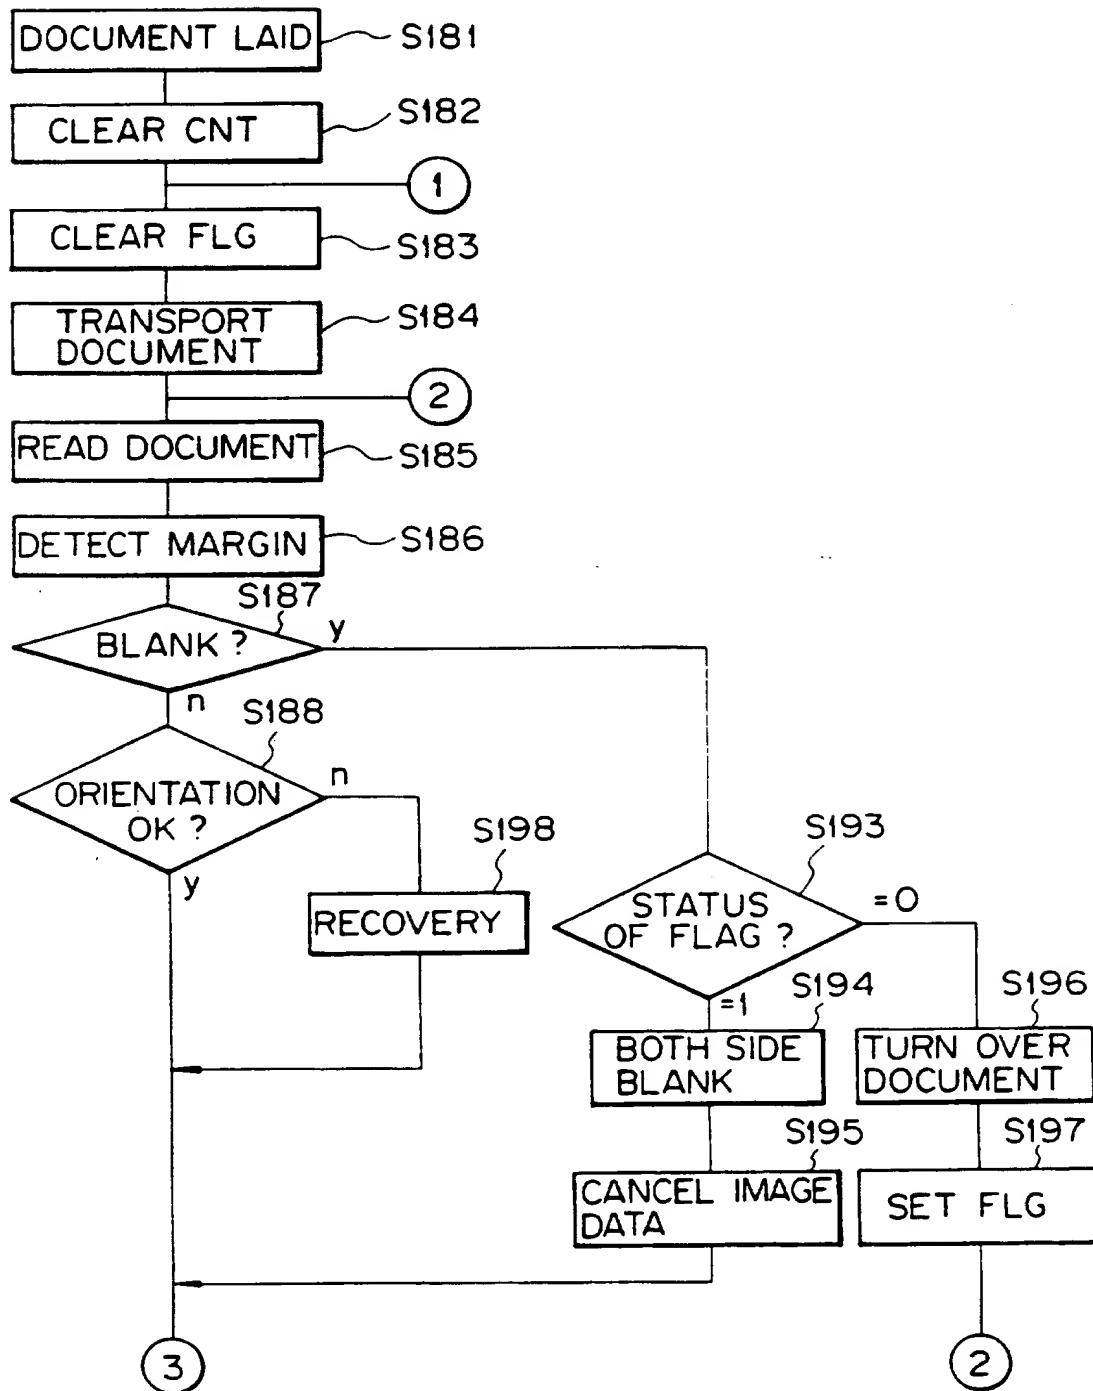 DOCUMENT LAID
S181
CLEAR CNT
S182
1
CLEAR FLG
S183
TRANSPORT
DOCUMENT
S184
2
READ DOCUMENT
S185
DETECT MARGIN
S186
S187
BLANK ?
y
n
S188
ORIENTATION
OK ?
n
y
S198
RECOVERY
S193
STATUS
OF FLAG ?
=0
=1
S194
BOTH SIDE
BLANK
S196
TURN OVER
DOCUMENT
S195
CANCEL IMAGE
DATA
S197
SET FLG
3
2